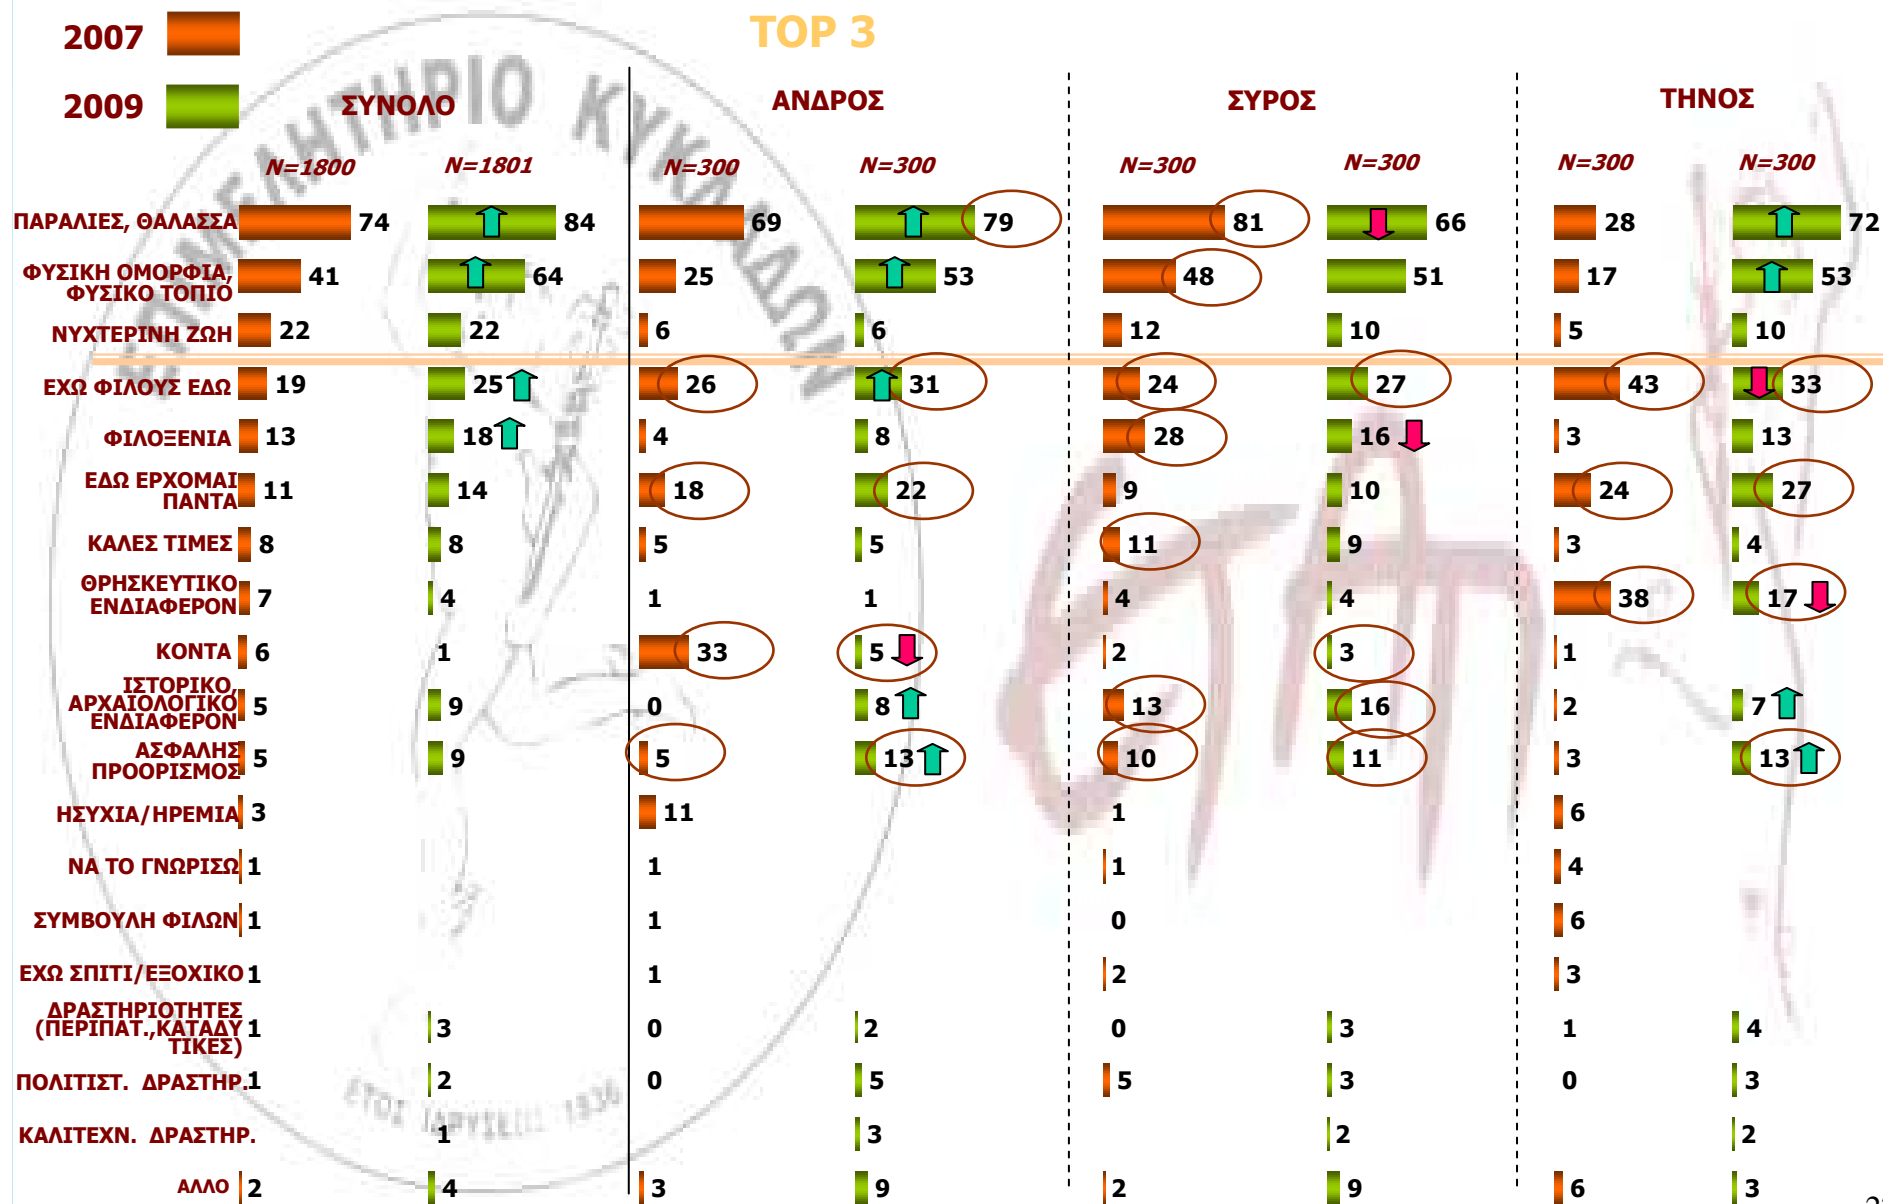 TOP 3
2007
2009
ΣΥΝΟΛΟ ΑΝΔΡΟΣ ΣΥΡΟΣ ΤΗΝΟΣ
N=1800 N=1801 N=300 N=300 N=300 N=300 N=300 N=300
ΠΑΡΑΛΙΕΣ, ΘΑΛΑΣΣΑ 74 84 69 79 81 66 28 72
ΦΥΣΙΚΗ ΟΜΟΡΦΙΑ,
ΦΥΣΙΚΟ ΤΟΠΙΟ 41 64 25 53 48 51 17 53
ΝΥΧΤΕΡΙΝΗ ΖΩΗ 22 22 6 6 12 10 5 10
ΕΧΩ ΦΙΛΟΥΣ ΕΔΩ 19 25 26 31 24 27 43 33
ΦΙΛΟΞΕΝΙΑ 13 18 4 8 28 16 3 13
ΕΔΩ ΕΡΧΟΜΑΙ
ΠΑΝΤΑ 11 14 18 22 9 10 24 27
ΚΑΛΕΣ ΤΙΜΕΣ 8 8 5 5 11 9 3 4
ΘΡΗΣΚΕΥΤΙΚΟ
ΕΝΔΙΑΦΕΡΟΝ 7 4 1 1 4 4 38 17
ΚΟΝΤΑ 6 1 33 5 2 3 1
ΙΣΤΟΡΙΚΟ,
ΑΡΧΑΙΟΛΟΓΙΚΟ
ΕΝΔΙΑΦΕΡΟΝ 5 9 0 8 13 16 2 7
ΑΣΦΑΛΗΣ
ΠΡΟΟΡΙΣΜΟΣ 5 9 5 13 10 11 3 13
ΗΣΥΧΙΑ/ΗΡΕΜΙΑ 3 11 1 6
ΝΑ ΤΟ ΓΝΩΡΙΣΩ 1 1 1 4
ΣΥΜΒΟΥΛΗ ΦΙΛΩΝ 1 1 0 6
ΕΧΩ ΣΠΙΤΙ/ΕΞΟΧΙΚΟ 1 1 2 3
ΔΡΑΣΤΗΡΙΟΤΗΤΕΣ
(ΠΕΡΙΠΑΤ.,ΚΑΤΑΔΥ
ΤΙΚΕΣ) 1 3 0 2 0 3 1 4
ΠΟΛΙΤΙΣΤ. ΔΡΑΣΤΗΡ. 1 2 0 5 5 3 0 3
ΚΑΛΙΤΕΧΝ. ΔΡΑΣΤΗΡ. 1 3 2 2
ΑΛΛΟ 2 4 3 9 2 9 6 3
ΕΠΙΜΕΛΗΤΗΡΙΟ ΚΥΚΛΑΔΩΝ
ΕΤΟΣ ΙΔΡΥΣΕΩΣ 1836